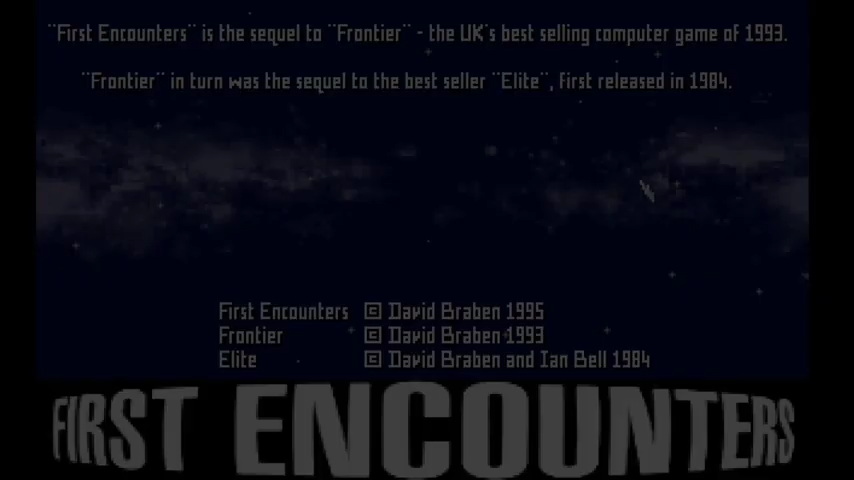 "First Encounters" is the sequel to "Frontier" - the UK's best selling computer game of 1993.
"Frontier" in turn was the sequel to the best seller "Elite", first released in 1984.
First Encounters © David Braben 1995
Frontier © David Braben 1993
Elite © David Braben and Ian Bell 1984
FIRST ENCOUNTERS